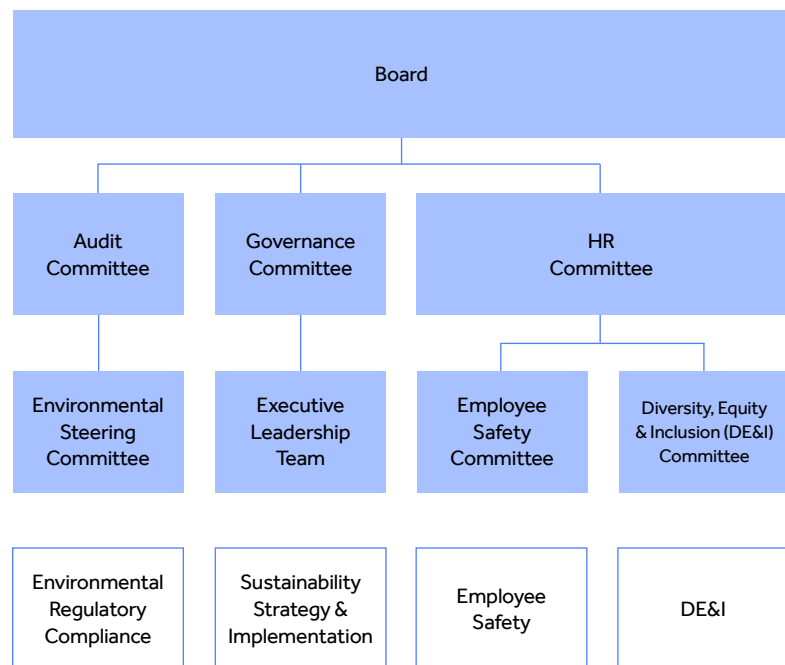 Board
Audit
Committee
Governance
Committee
HR
Committee
Environmental
Steering
Committee
Executive
Leadership
Team
Employee
Safety
Committee
Diversity, Equity
& Inclusion (DE&I)
Committee
Environmental
Regulatory
Compliance
Sustainability
Strategy &
Implementation
Employee
Safety
DE&I